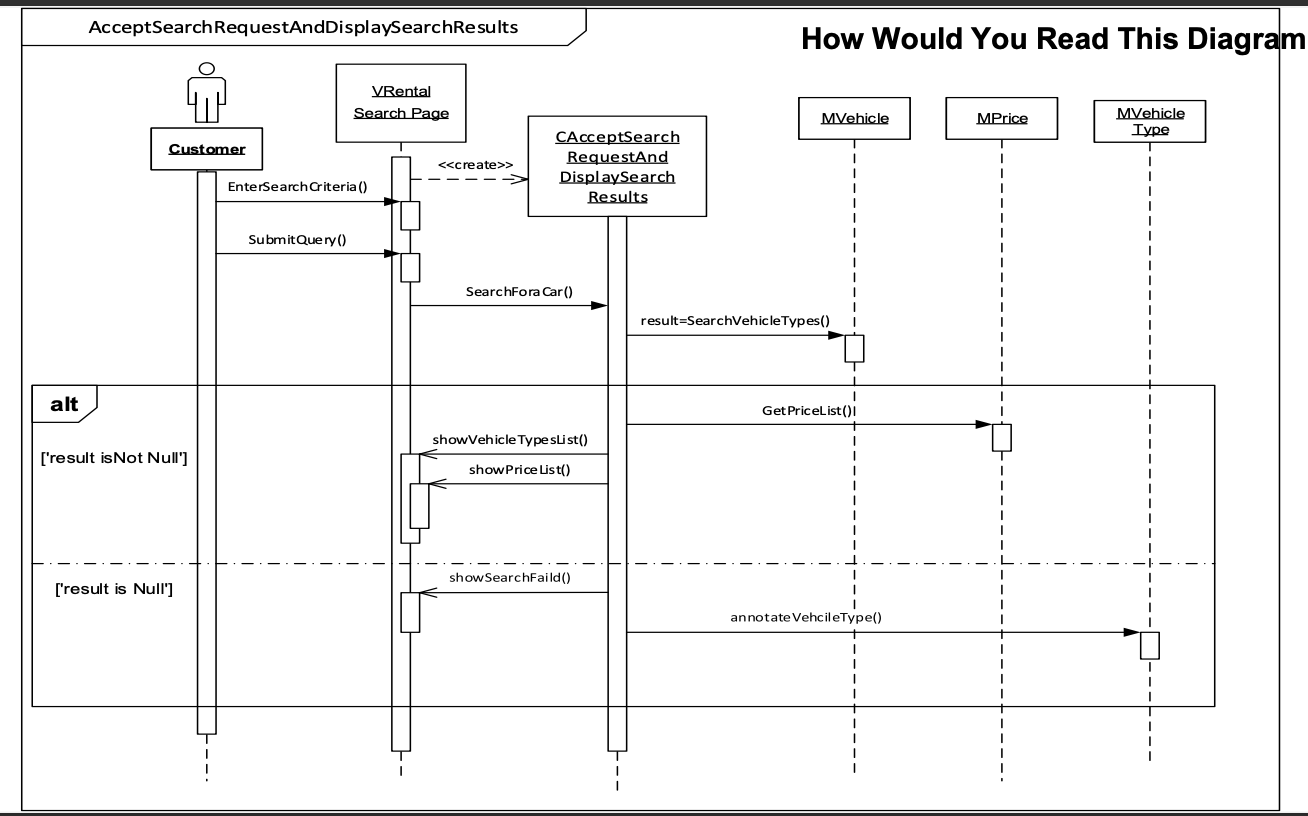 AcceptSearchRequestAndDisplaySearchResults
How Would You Read This Diagram
Customer
VRental
Search Page
<<create>>
CAcceptSearch
RequestAnd
DisplaySearch
Results
MVehicle
MPrice
MVehicle
Type
EnterSearchCriteria()
SubmitQuery()
SearchForaCar()
result=SearchVehicleTypes()
alt
GetPriceList()
showVehicleTypesList()
['result isNot Null']
showPriceList()
['result is Null']
showSearchFaild()
annotateVehcileType()